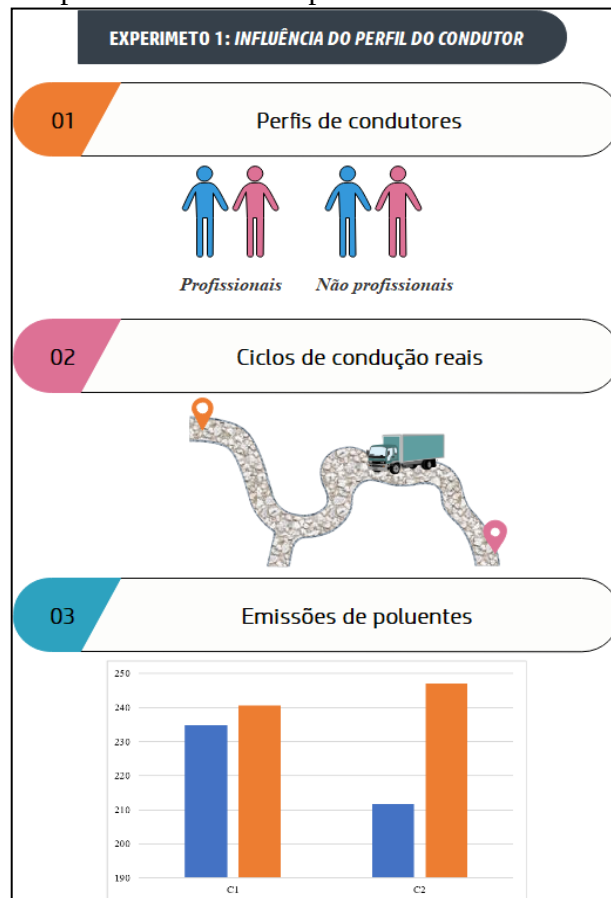 EXPERIMETO 1: INFLUÊNCIA DO PERFIL DO CONDUTOR
01 Perfis de condutores
Profissionais Não profissionais
02 Ciclos de condução reais
03 Emissões de poluentes
250
240
230
220
210
200
190
C1 C2